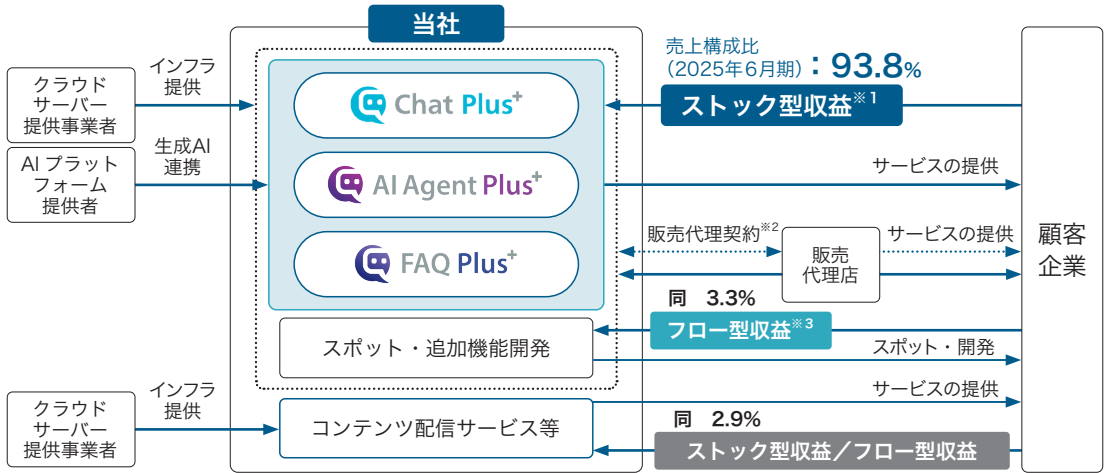 当社
クラウド
サーバー
提供事業者
インフラ
提供
AI プラット
フォーム
提供者
生成AI
連携
Chat Plus+
AI Agent Plus+
FAQ Plus+
スポット・追加機能開発
売上構成比
（2025年6月期）：93.8%
ストック型収益※1
サービスの提供
販売代理契約※2
販売
代理店
サービスの提供
顧客
企業
同 3.3%
フロー型収益※3
スポット・開発
クラウド
サーバー
提供事業者
インフラ
提供
コンテンツ配信サービス等
サービスの提供
同 2.9%
ストック型収益／フロー型収益